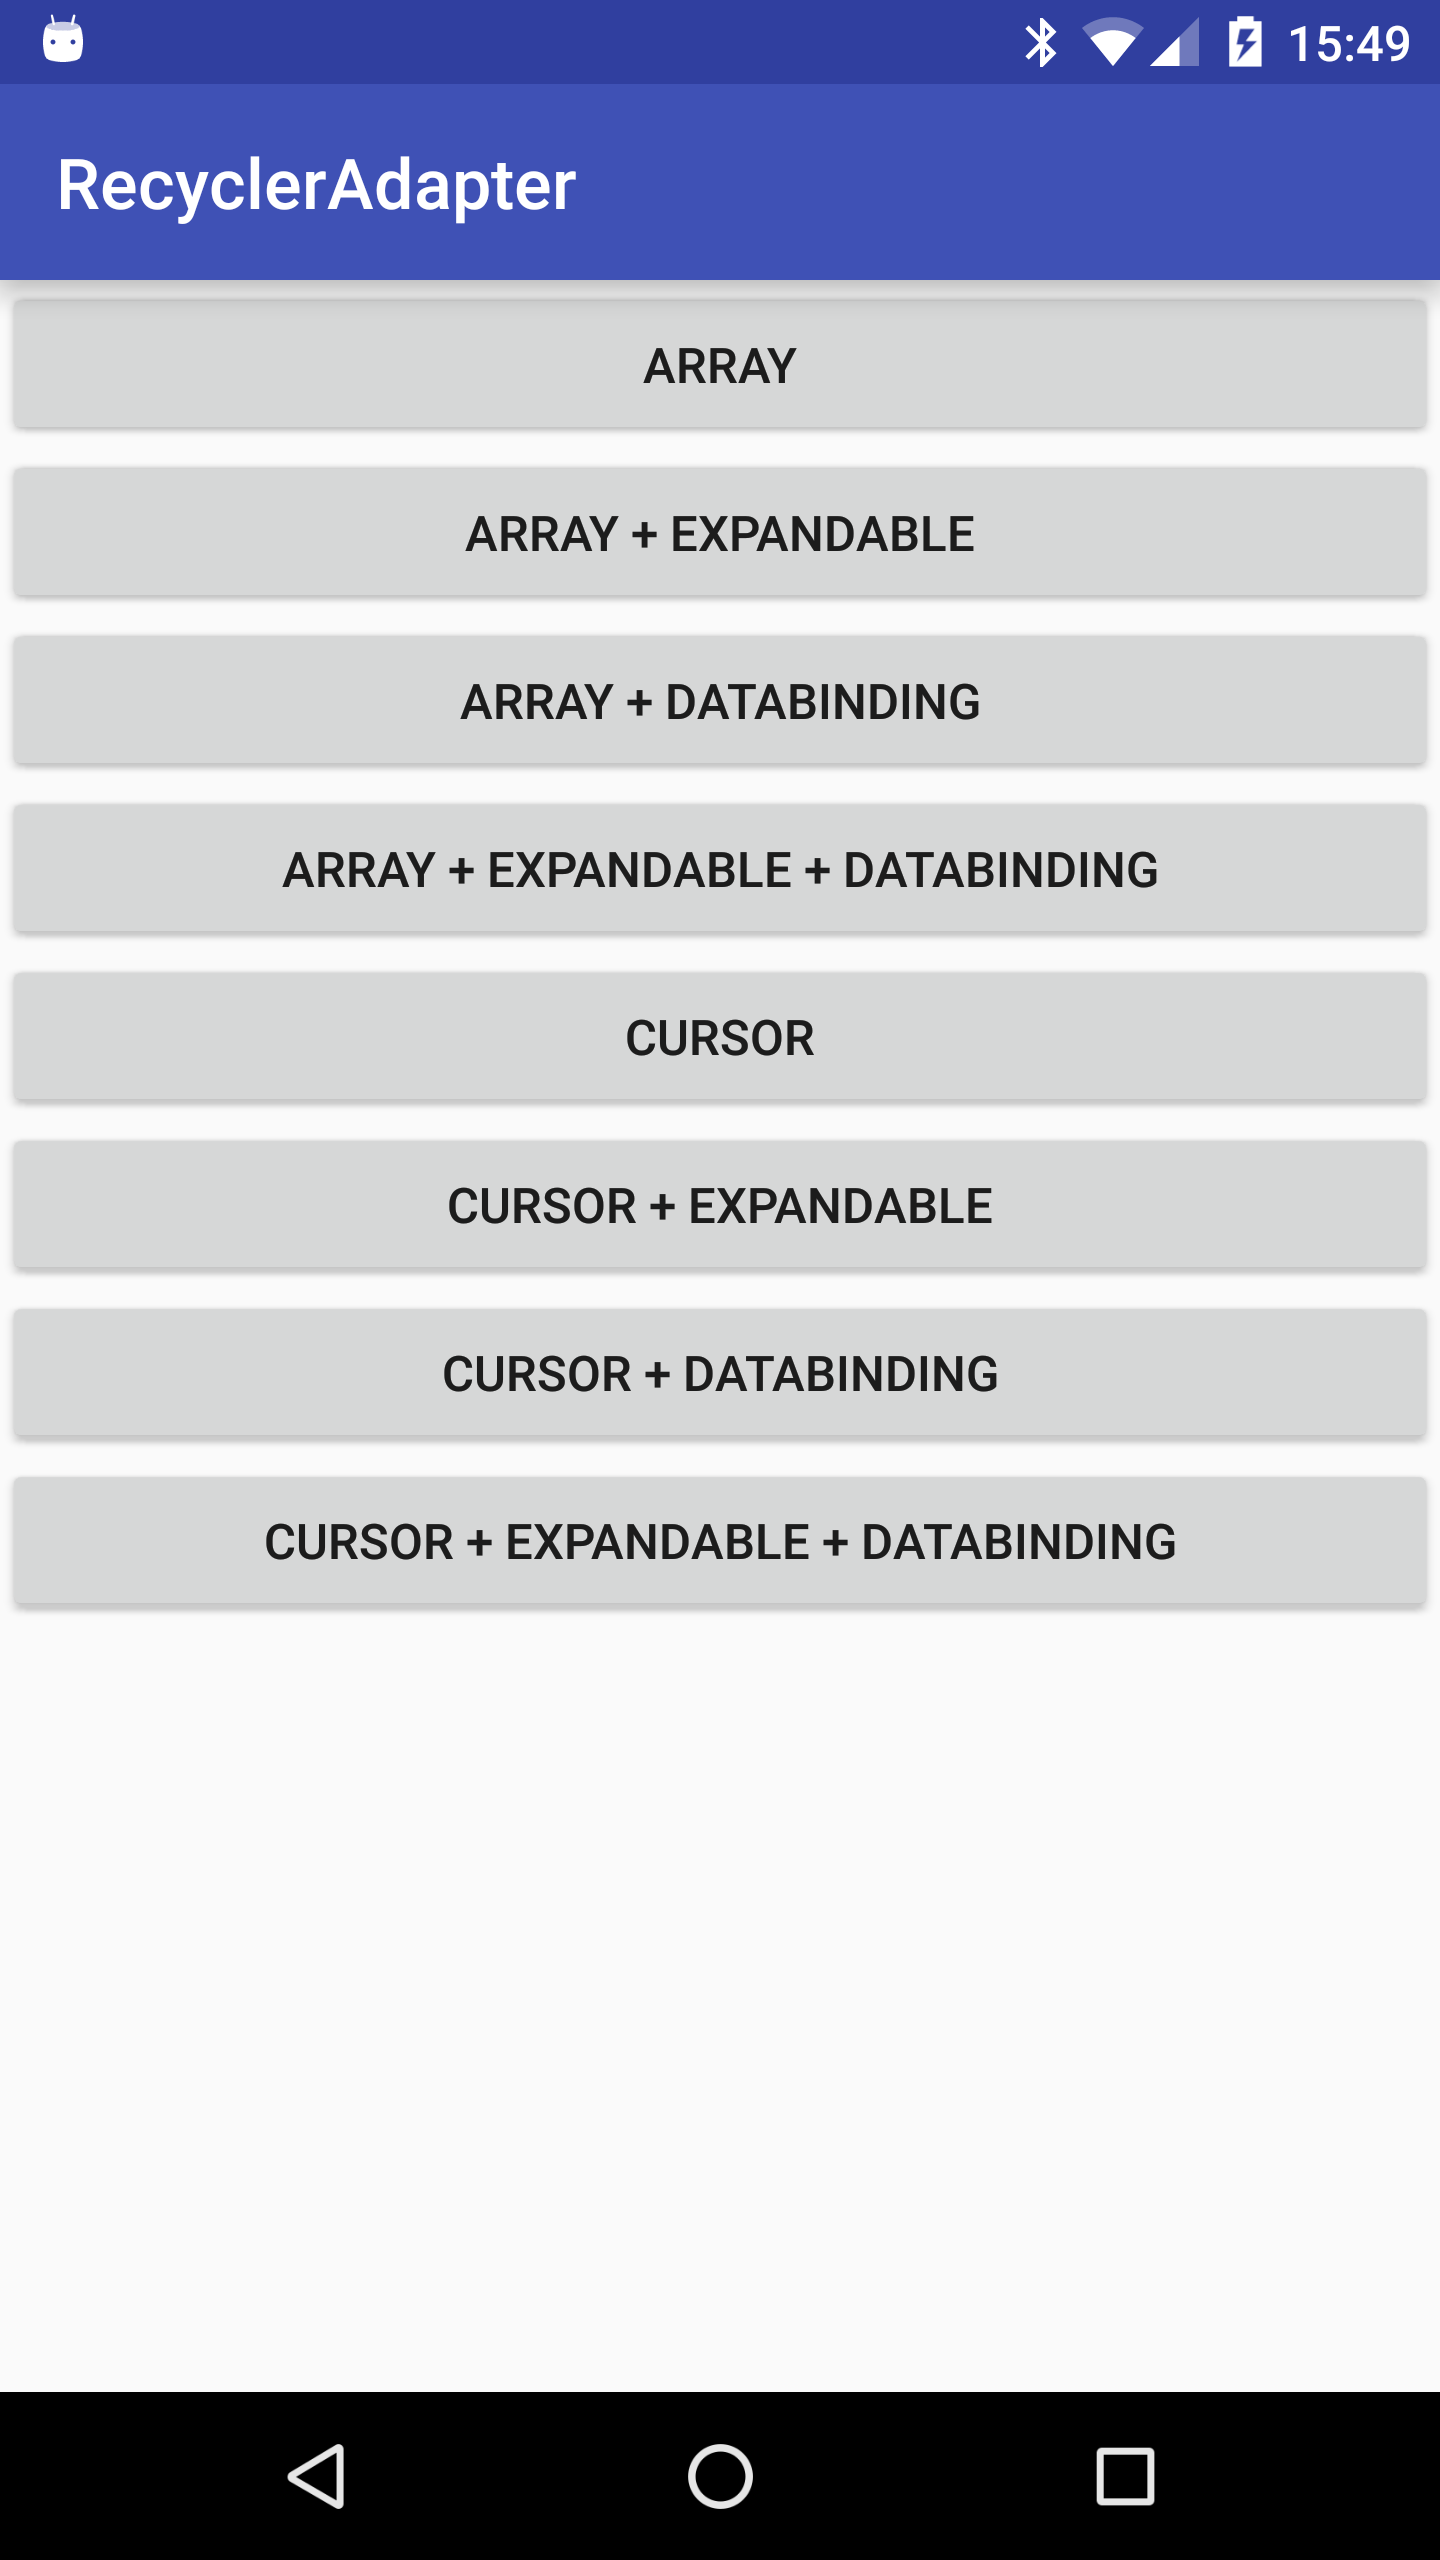 15:49
RecyclerAdapter
ARRAY
ARRAY + EXPANDABLE
ARRAY + DATABINDING
ARRAY + EXPANDABLE + DATABINDING
CURSOR
CURSOR + EXPANDABLE
CURSOR + DATABINDING
CURSOR + EXPANDABLE + DATABINDING